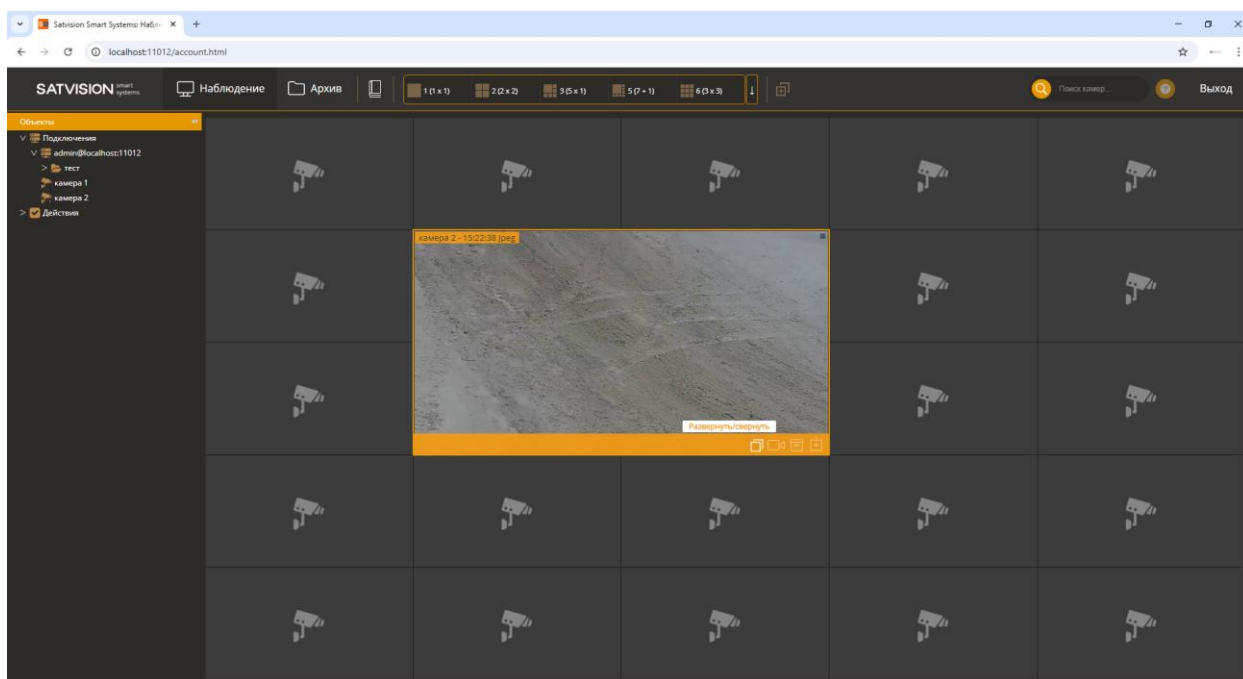 Satvision Smart Systems: Набл
localhost:11012/account.html
SATVISION smart systems
Наблюдение
Архив
1 (1 x 1)
2 (2 x 2)
3 (5 x 1)
5 (7 + 1)
6 (3 x 3)
Поиск камер...
Выход
Объекты
Подключения
admin@localhost:11012
тест
камера 1
камера 2
Действия
камера 2 - 15:22:38 Jpeg
Развернуть/свернуть